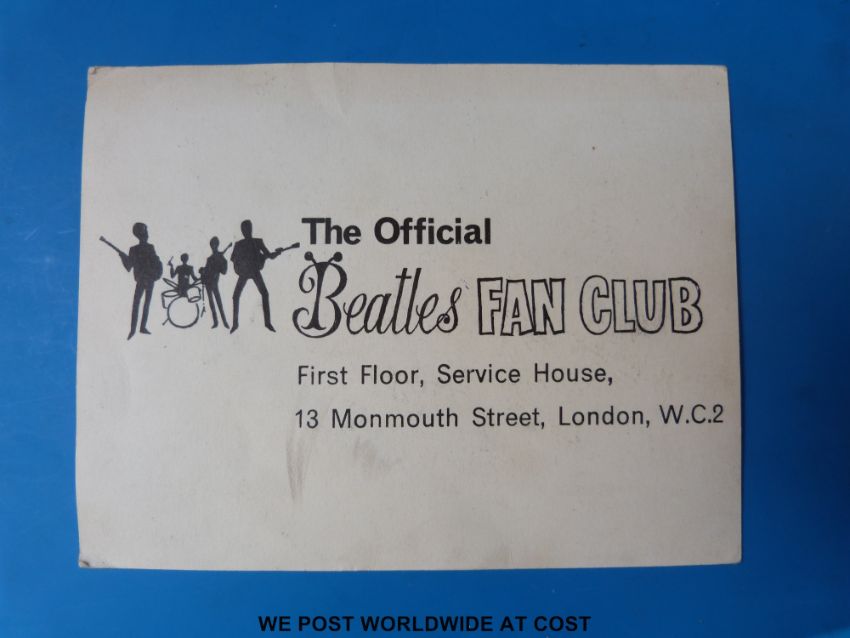 The Official
Beatles FAN CLUB
First Floor, Service House,
13 Monmouth Street, London, W.C.2
WE POST WORLDWIDE AT COST